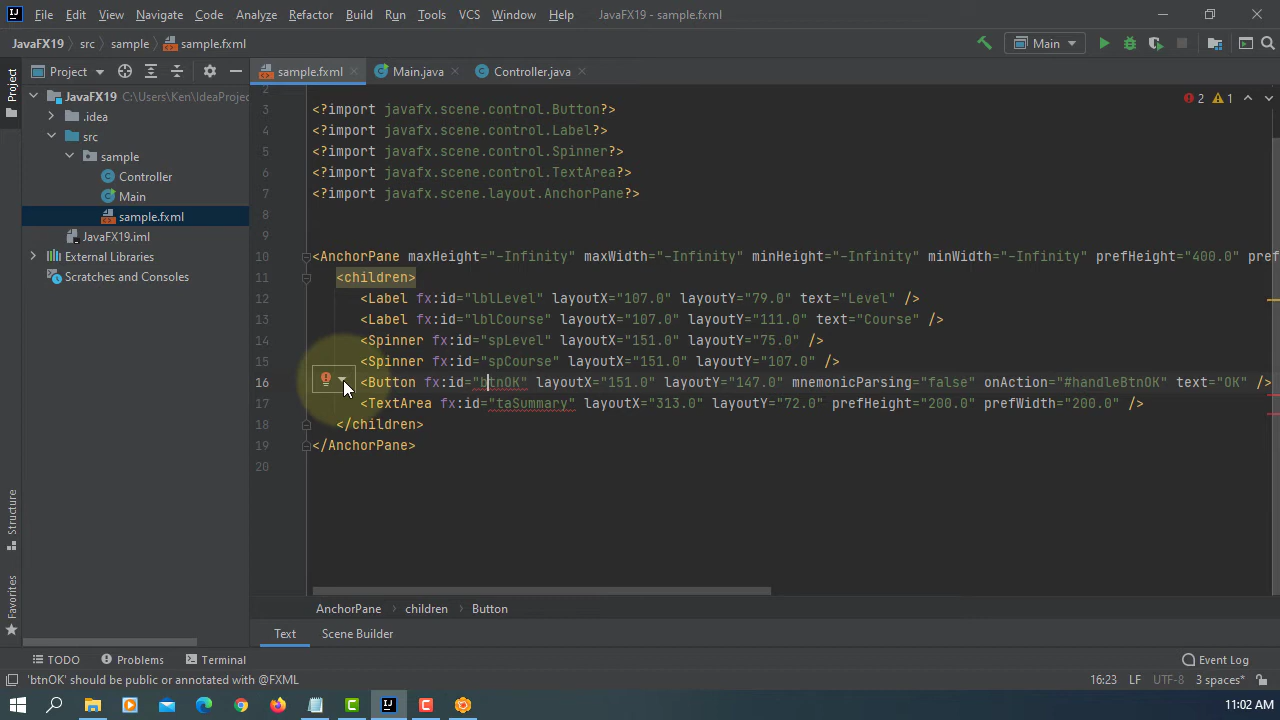 File Edit View Navigate Code Analyze Refactor Build Run Tools VCS Window Help JavaFX19 - sample.fxml
JavaFX19 src sample sample.fxml Main
Project
Project
sample.fxml Main.java Controller.java
JavaFX19 C:\Users\Ken\IdeaProjec
.idea
src
sample
Controller
Main
sample.fxml
JavaFX19.iml
External Libraries
Scratches and Consoles
Structure
Favorites
2 1
2
3 <?import javafx.scene.control.Button?>
4 <?import javafx.scene.control.Label?>
5 <?import javafx.scene.control.Spinner?>
6 <?import javafx.scene.control.TextArea?>
7 <?import javafx.scene.layout.AnchorPane?>
8
9
10 <AnchorPane maxHeight="-Infinity" maxWidth="-Infinity" minHeight="-Infinity" minWidth="-Infinity" prefHeight="400.0" pref
11 <children>
12 <Label fx:id="lblLevel" layoutX="107.0" layoutY="79.0" text="Level" />
13 <Label fx:id="lblCourse" layoutX="107.0" layoutY="111.0" text="Course" />
14 <Spinner fx:id="spLevel" layoutX="151.0" layoutY="75.0" />
15 <Spinner fx:id="spCourse" layoutX="151.0" layoutY="107.0" />
16 <Button fx:id="btnOK" layoutX="151.0" layoutY="147.0" mnemonicParsing="false" onAction="#handleBtnOK" text="OK" />
17 <TextArea fx:id="taSummary" layoutX="313.0" layoutY="72.0" prefHeight="200.0" prefWidth="200.0" />
18 </children>
19 </AnchorPane>
20
AnchorPane children Button
Text Scene Builder
TODO Problems Terminal Event Log
'btnOK' should be public or annotated with @FXML 16:23 LF UTF-8 3 spaces*
11:02 AM